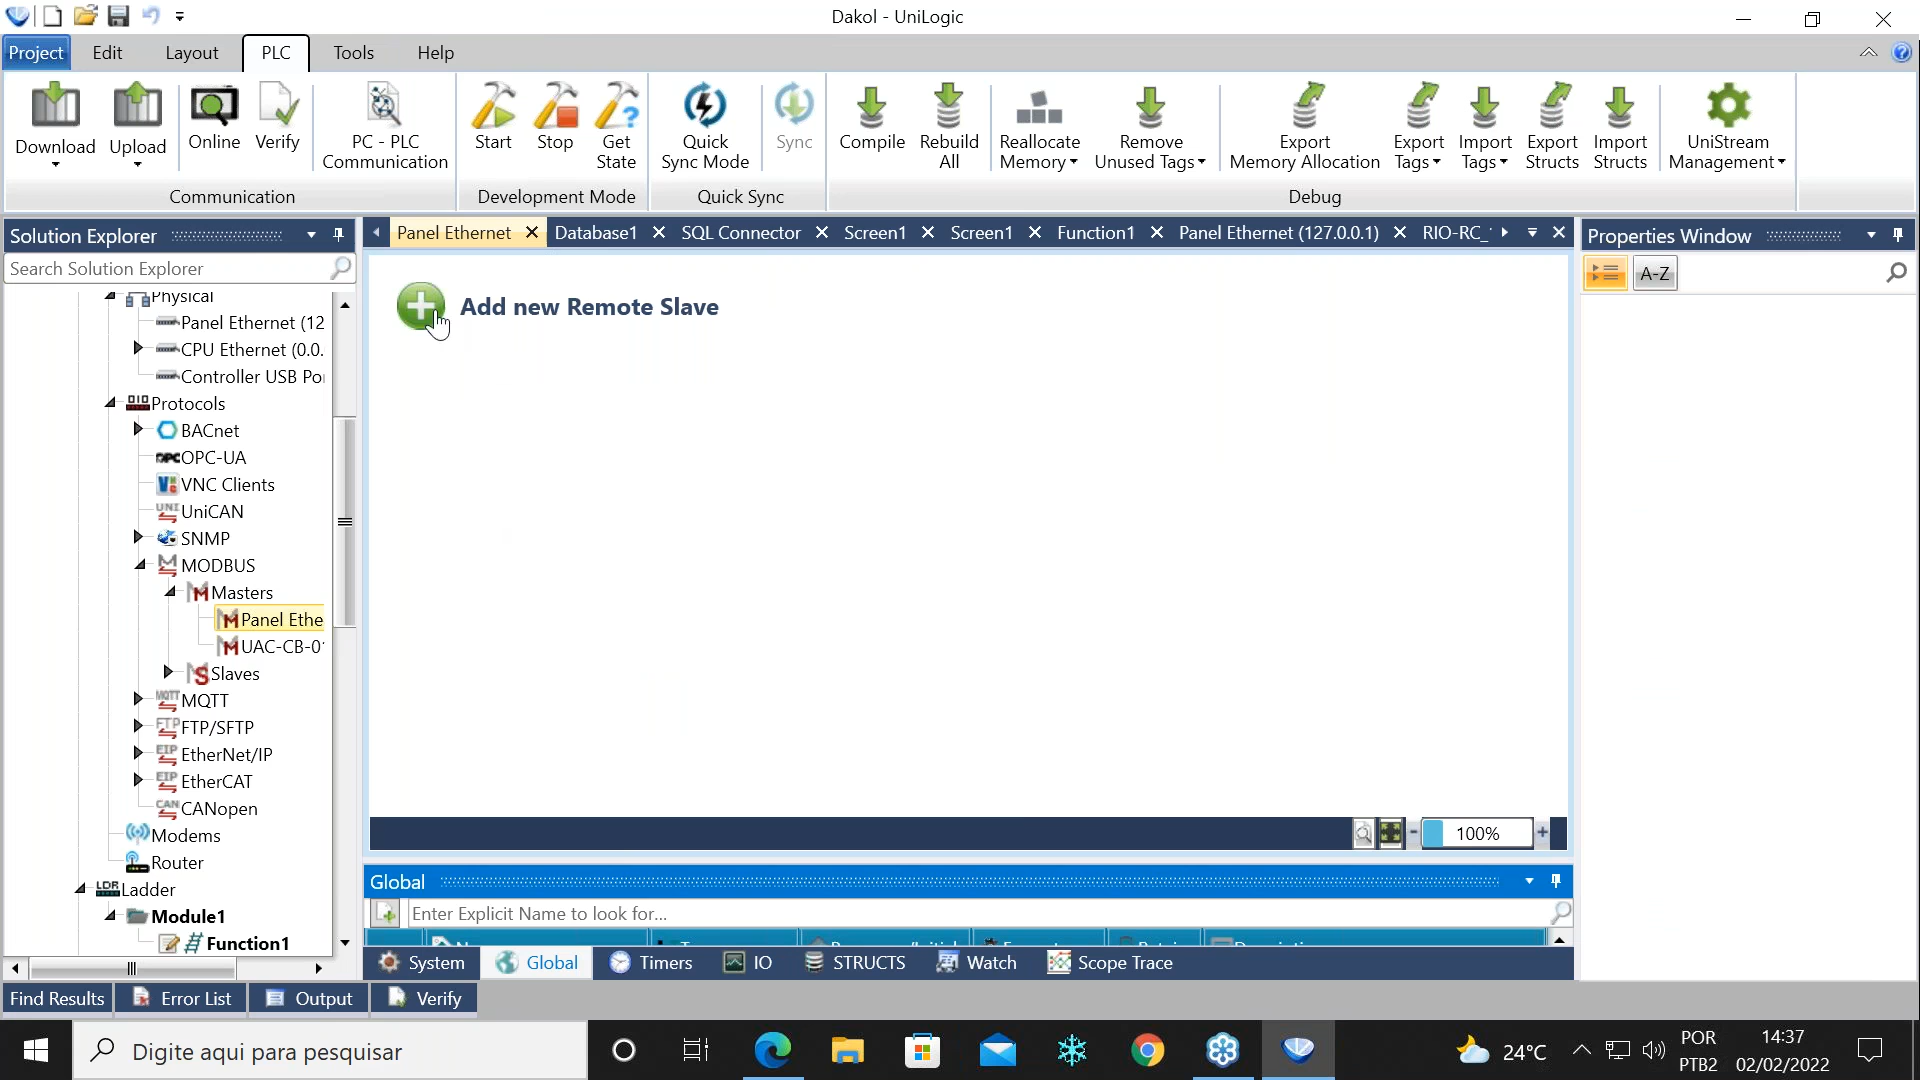 Dakol - UniLogic
Project Edit Layout PLC Tools Help
Download Upload Online Verify PC - PLC Communication Start Stop Get State Quick Sync Mode Sync Compile Rebuild All Reallocate Memory Remove Unused Tags Export Memory Allocation Export Tags Import Tags Export Structs Import Structs UniStream Management
Communication Development Mode Quick Sync Debug
Solution Explorer
Search Solution Explorer
Physical
Panel Ethernet (12
CPU Ethernet (0.0.
Controller USB Po
Protocols
BACnet
OPC-UA
VNC Clients
UniCAN
SNMP
MODBUS
Masters
Panel Ethe
UAC-CB-0
Slaves
MQTT
FTP/SFTP
EtherNet/IP
EtherCAT
CANopen
Modems
Router
Ladder
Module1
Function1
Panel Ethernet Database1 SQL Connector Screen1 Screen1 Function1 Panel Ethernet (127.0.0.1) RIO-RC_
Add new Remote Slave
100%
Global
Enter Explicit Name to look for...
System Global Timers IO STRUCTS Watch Scope Trace
Properties Window
A-Z
Find Results Error List Output Verify
Digite aqui para pesquisar
24°C
POR
PTB2
14:37
02/02/2022